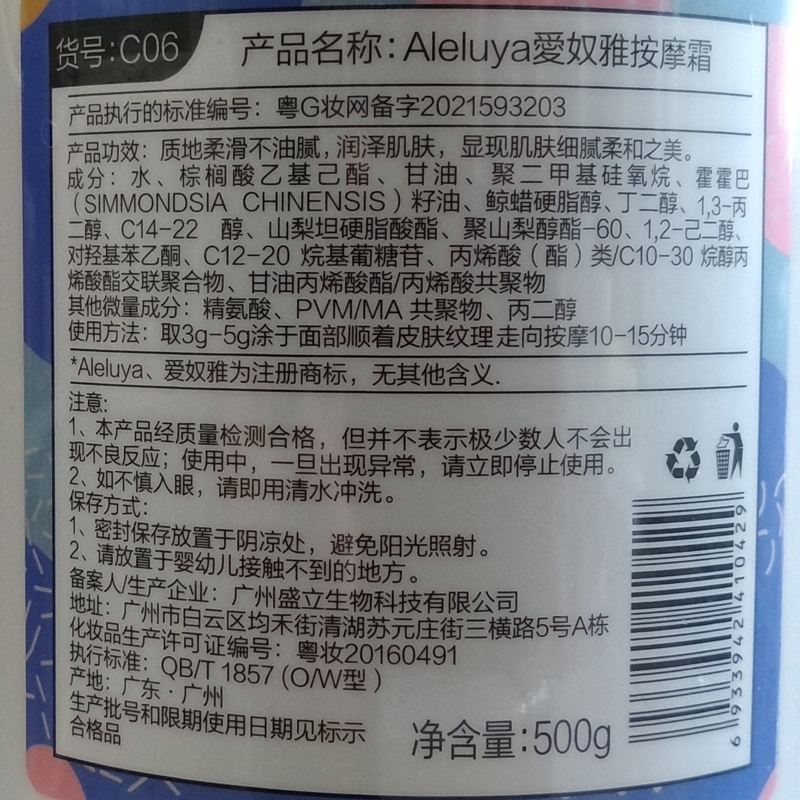 货号:C06
产品名称:Aleluya愛奴雅按摩霜
产品执行的标准编号:粤G妆网备字2021593203
产品功效:质地柔滑不油腻,润泽肌肤,显现肌肤细腻柔和之美。
成分:水、棕榈酸乙基己酯、甘油、聚二甲基硅氧烷、霍霍巴
(SIMMONDSIA CHINENSIS)籽油、鲸蜡硬脂醇、丁二醇、1,3-丙
二醇、C14-22 醇、山梨坦硬脂酸酯、聚山梨醇酯-60、1,2-己二醇、
对羟基苯乙酮、C12-20 烷基葡糖苷、丙烯酸(酯)类/C10-30 烷醇丙
烯酸酯交联聚合物、甘油丙烯酸酯/丙烯酸共聚物
其他微量成分:精氨酸、PVM/MA 共聚物、丙二醇
使用方法:取3g-5g涂于面部顺着皮肤纹理走向按摩10-15分钟
*Aleluya、爱奴雅为注册商标,无其他含义.
注意:
1、本产品经质量检测合格,但并不表示极少数人不会出
现不良反应;使用中,一旦出现异常,请立即停止使用。
2、如不慎入眼,请即用清水冲洗。
保存方式:
1、密封保存放置于阴凉处,避免阳光照射。
2、请放置于婴幼儿接触不到的地方。
备案人/生产企业:广州盛立生物科技有限公司
地址:广州市白云区均禾街清湖苏元庄街三横路5号A栋
化妆品生产许可证编号:粤妆20160491
执行标准:QB/T 1857 (O/W型)
产地:广东·广州
生产批号和限期使用日期见标示
合格品
净含量:500g
6 933942 410429